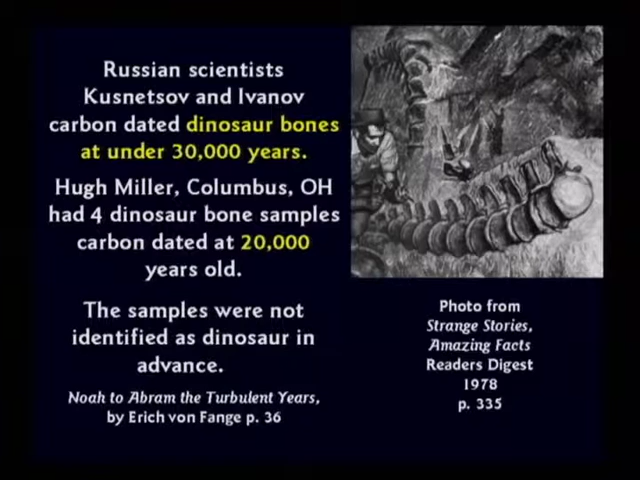 Russian scientists
Kusnetsov and Ivanov
carbon dated dinosaur bones
at under 30,000 years.
Hugh Miller, Columbus, OH
had 4 dinosaur bone samples
carbon dated at 20,000
years old.
The samples were not
identified as dinosaur in
advance.
Noah to Abram the Turbulent Years,
by Erich von Fange p. 36
Photo from
Strange Stories,
Amazing Facts
Readers Digest
1978
p. 335